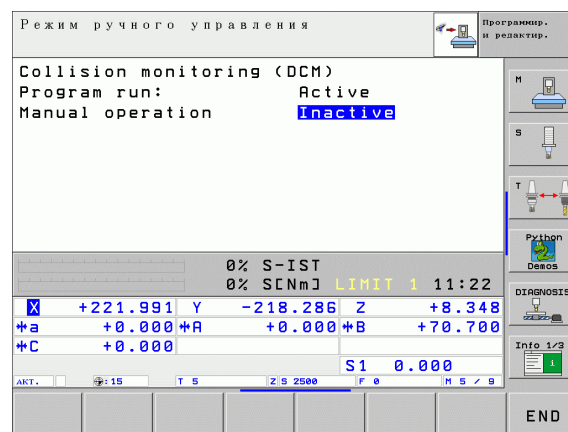 Режим ручного управления
Программир. и редактир.
Collision monitoring (DCM)
Program run: Active
Manual operation Inactive
0% S-IST
0% S[Nm] LIMIT 1 11:22
X +221.991 Y -218.286 Z +8.348
*a +0.000 *A +0.000 *B +70.700
*C +0.000
S1 0.000
АКТ. : 15 T 5 Z S 2500 F 0 M 5 / 9
M
S
T
Python
Demos
DIAGNOSIS
Info 1/3
i
END